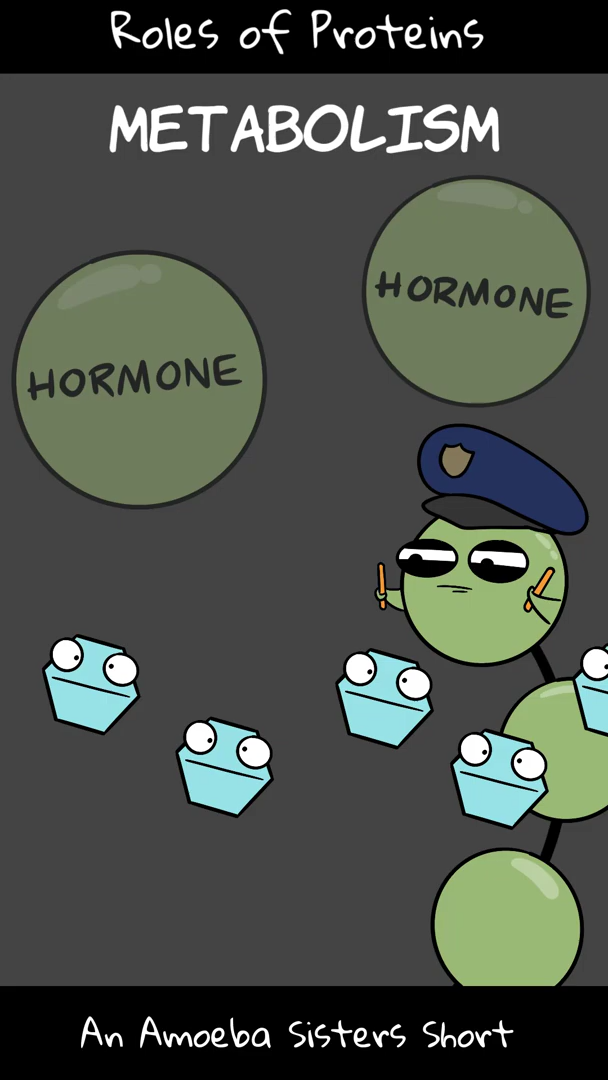 Roles of Proteins
METABOLISM
HORMONE
HORMONE
An Amoeba Sisters Short